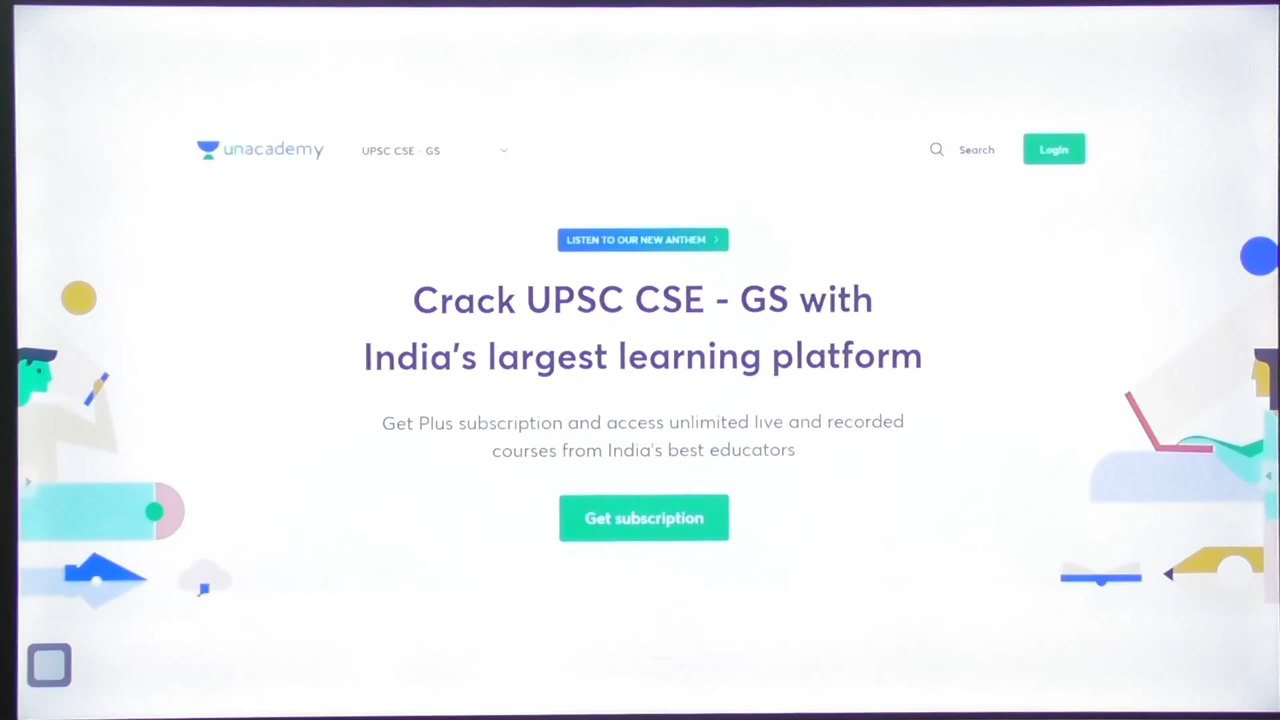 unacademy
UPSC CSE - GS
Search
Login
LISTEN TO OUR NEW ANTHEM
Crack UPSC CSE - GS with
India's largest learning platform
Get Plus subscription and access unlimited live and recorded
courses from India's best educators
Get subscription